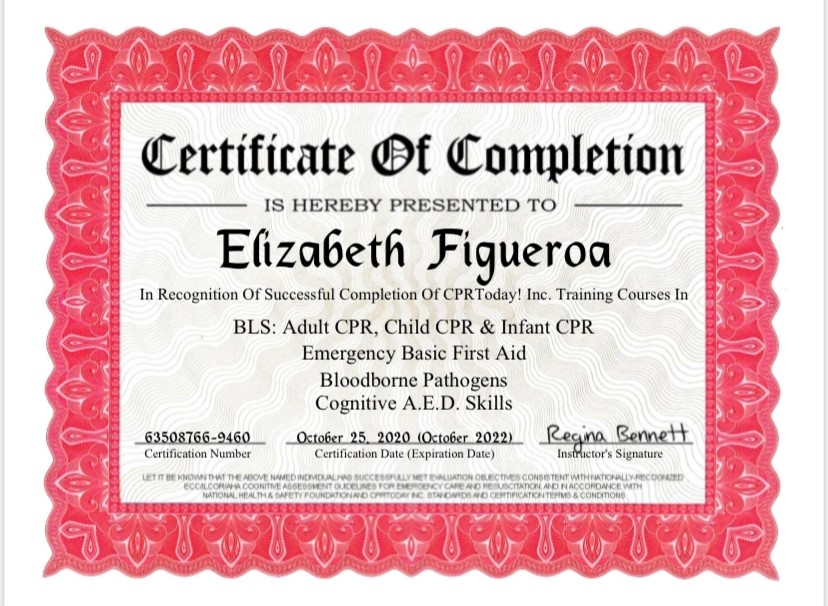 Certificate Of Completion
IS HEREBY PRESENTED TO
Elizabeth Figueroa
In Recognition Of Successful Completion Of CPRToday! Inc. Training Courses In
BLS: Adult CPR, Child CPR & Infant CPR
Emergency Basic First Aid
Bloodborne Pathogens
Cognitive A.E.D. Skills
63508766-9460 October 25, 2020 (October 2022) Regina Bennett
Certification Number Certification Date (Expiration Date) Instructor's Signature
LET IT BE KNOWN THAT THE ABOVE NAMED INDIVIDUAL HAS SUCCESSFULLY MET EVALUATION OBJECTIVES CONSISTENT WITH NATIONALLY-RECOGNIZED
COGNITIVE ASSESSMENT GUIDELINES FOR EMERGENCY CARE AND RESUSCITATION, AND IN ACCORDANCE WITH
NATIONAL HEALTH & SAFETY FOUNDATION AND CPRTODAY INC. STANDARDS AND CERTIFICATION TERMS & CONDITIONS.